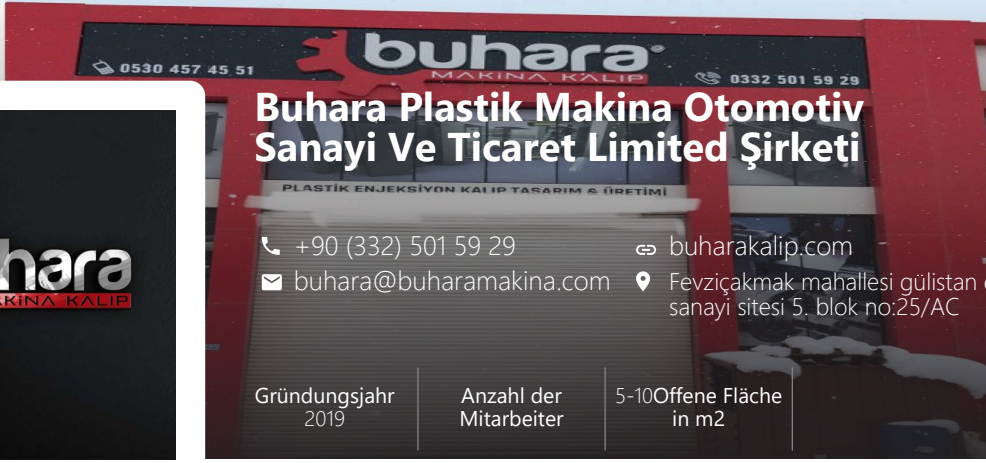 0530 457 45 51
buhara
MAKİNA KALIP
0332 501 59 29
Buhara Plastik Makina Otomotiv
Sanayi Ve Ticaret Limited Şirketi
PLASTİK ENJEKSİYON KALIP TASARIM & ÜRETİMİ
+90 (332) 501 59 29
buharakalip.com
buhara@buharamakina.com
Fevziçakmak mahallesi gülistan
sanayi sitesi 5. blok no:25/AC
hara
KİNA KALIP
Gründungsjahr
2019
Anzahl der
Mitarbeiter
5-10Offene Fläche
in m2